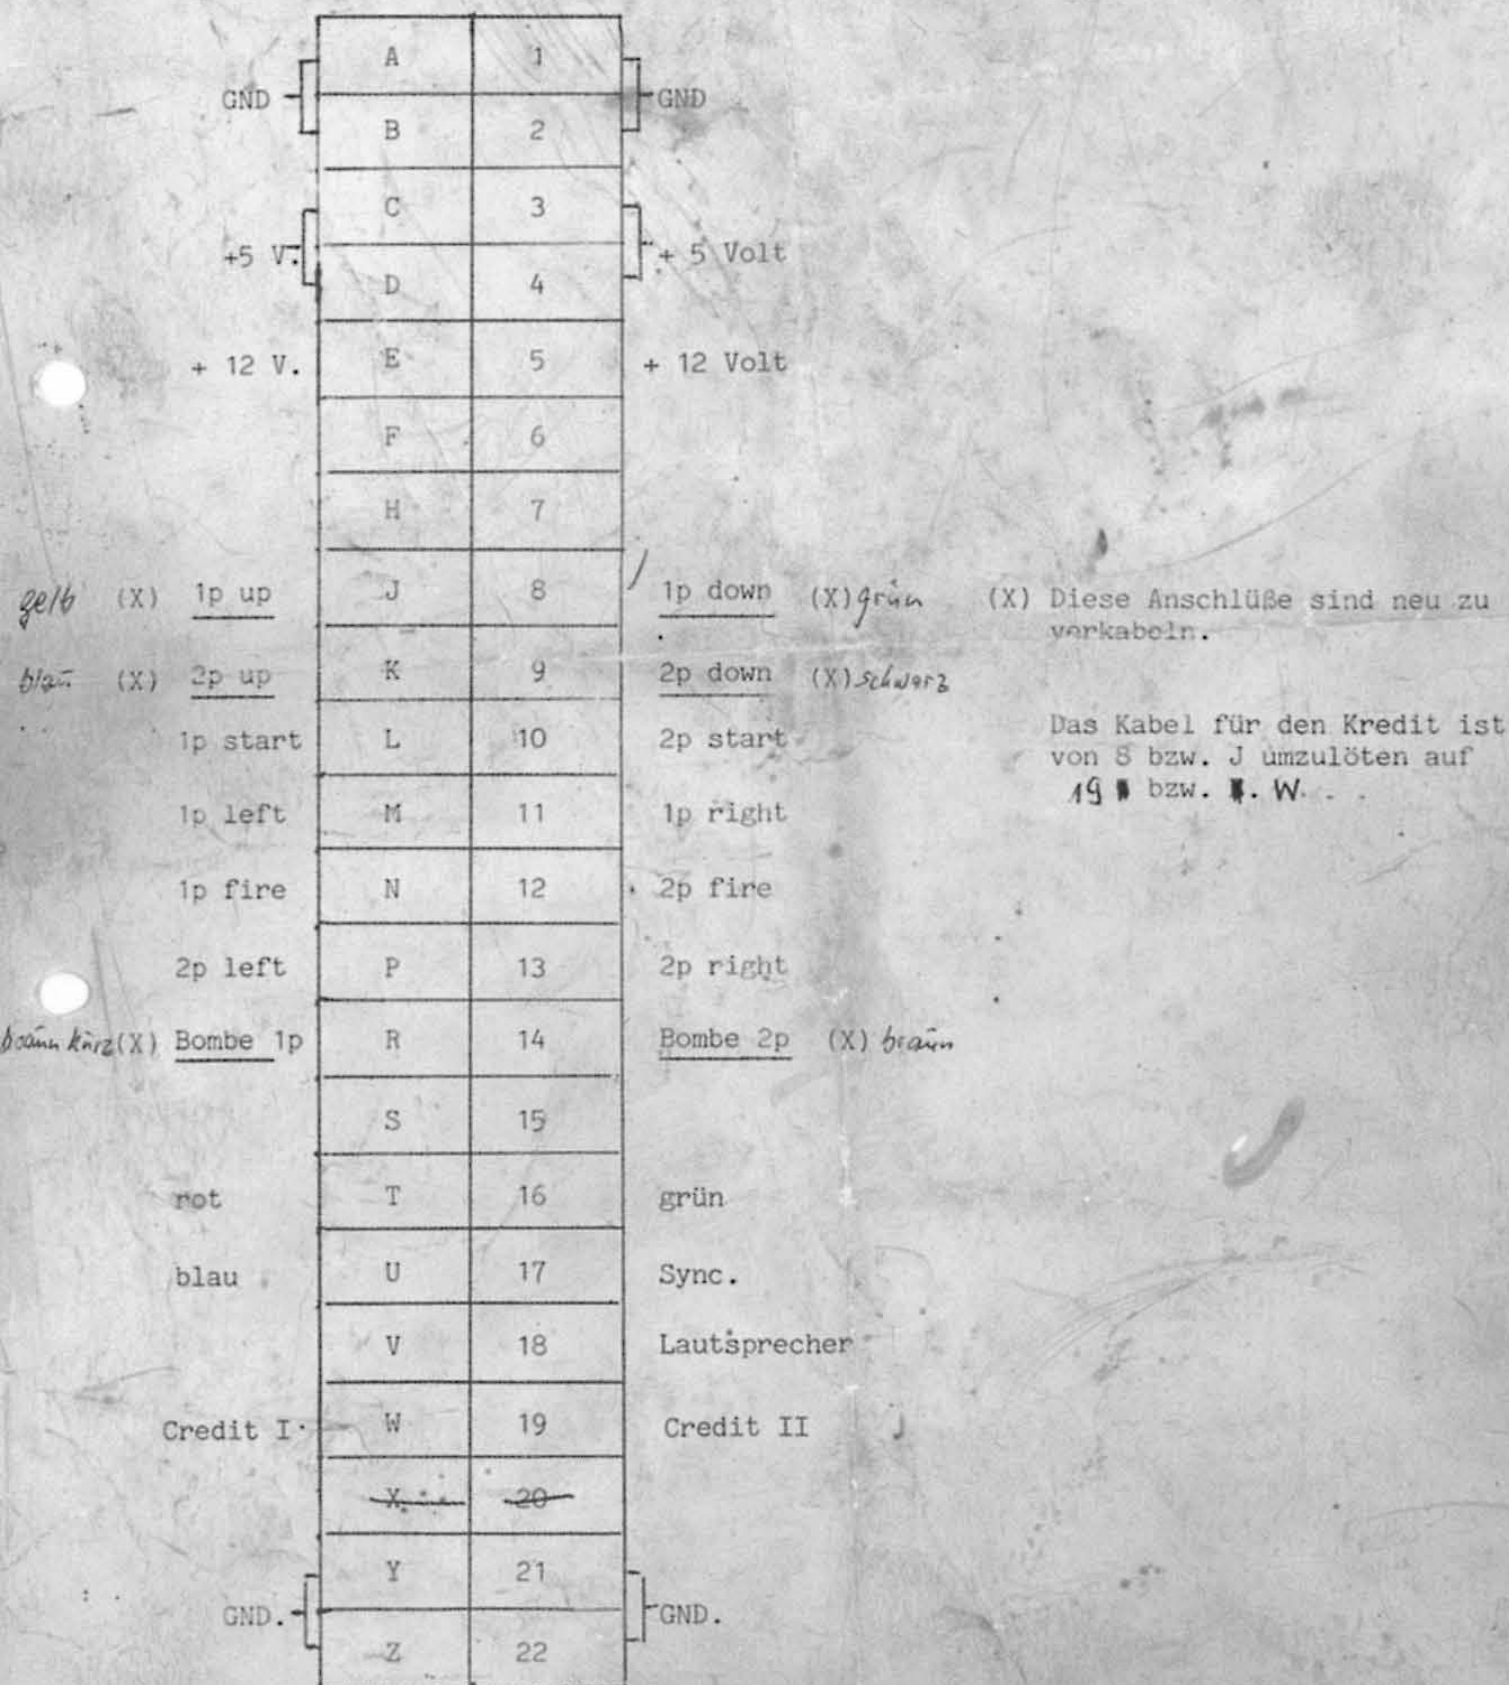 A 1
GND GND
B 2
C 3
+5 V. + 5 Volt
D 4
+ 12 V. E 5 + 12 Volt
F 6
H 7
gelb (X) 1p up J 8 1p down (X) grün (X) Diese Anschlüße sind neu zu
verkabeln.
blau (X) 2p up K 9 2p down (X) schwarz
1p start L 10 2p start Das Kabel für den Kredit ist
von 8 bzw. J umzulöten auf
19 bzw. . W.
1p left M 11 1p right
1p fire N 12 2p fire
2p left P 13 2p right
braun kurz (X) Bombe 1p R 14 Bombe 2p (X) braun
S 15
rot T 16 grün
blau U 17 Sync.
V 18 Lautsprecher
Credit I W 19 Credit II
X 20
Y 21
GND. GND.
Z 22